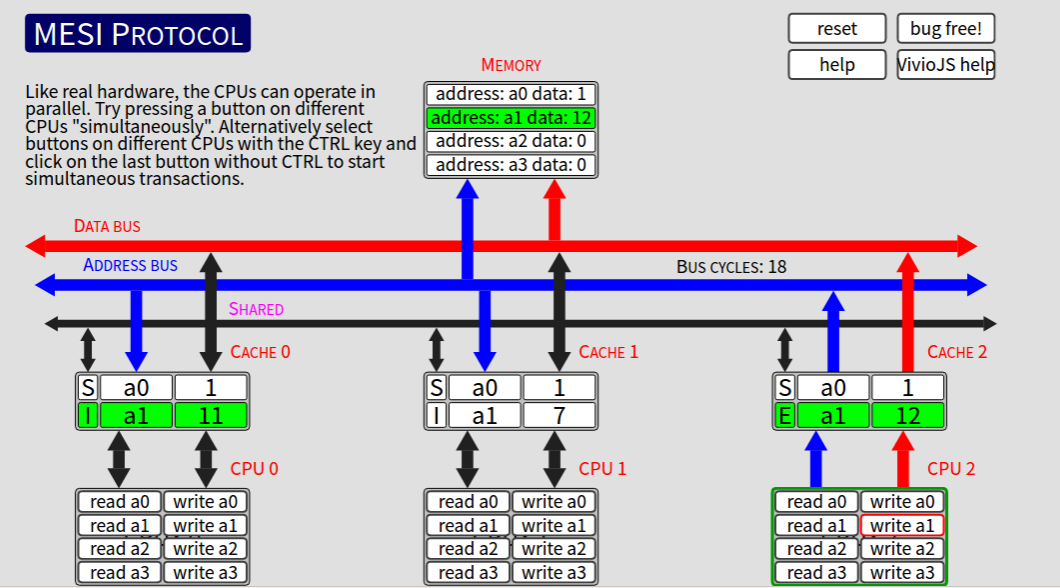 MESI PROTOCOL
reset
bug free!
help
VivioJS help
Like real hardware, the CPUs can operate in
parallel. Try pressing a button on different
CPUs "simultaneously". Alternatively select
buttons on different CPUs with the CTRL key and
click on the last button without CTRL to start
simultaneous transactions.
MEMORY
address: a0 data: 1
address: a1 data: 12
address: a2 data: 0
address: a3 data: 0
DATA BUS
ADDRESS BUS
BUS CYCLES: 18
SHARED
CACHE 0
S a0 1
I a1 11
CPU 0
read a0 write a0
read a1 write a1
read a2 write a2
read a3 write a3
CACHE 1
S a0 1
I a1 7
CPU 1
read a0 write a0
read a1 write a1
read a2 write a2
read a3 write a3
CACHE 2
S a0 1
E a1 12
CPU 2
read a0 write a0
read a1 write a1
read a2 write a2
read a3 write a3